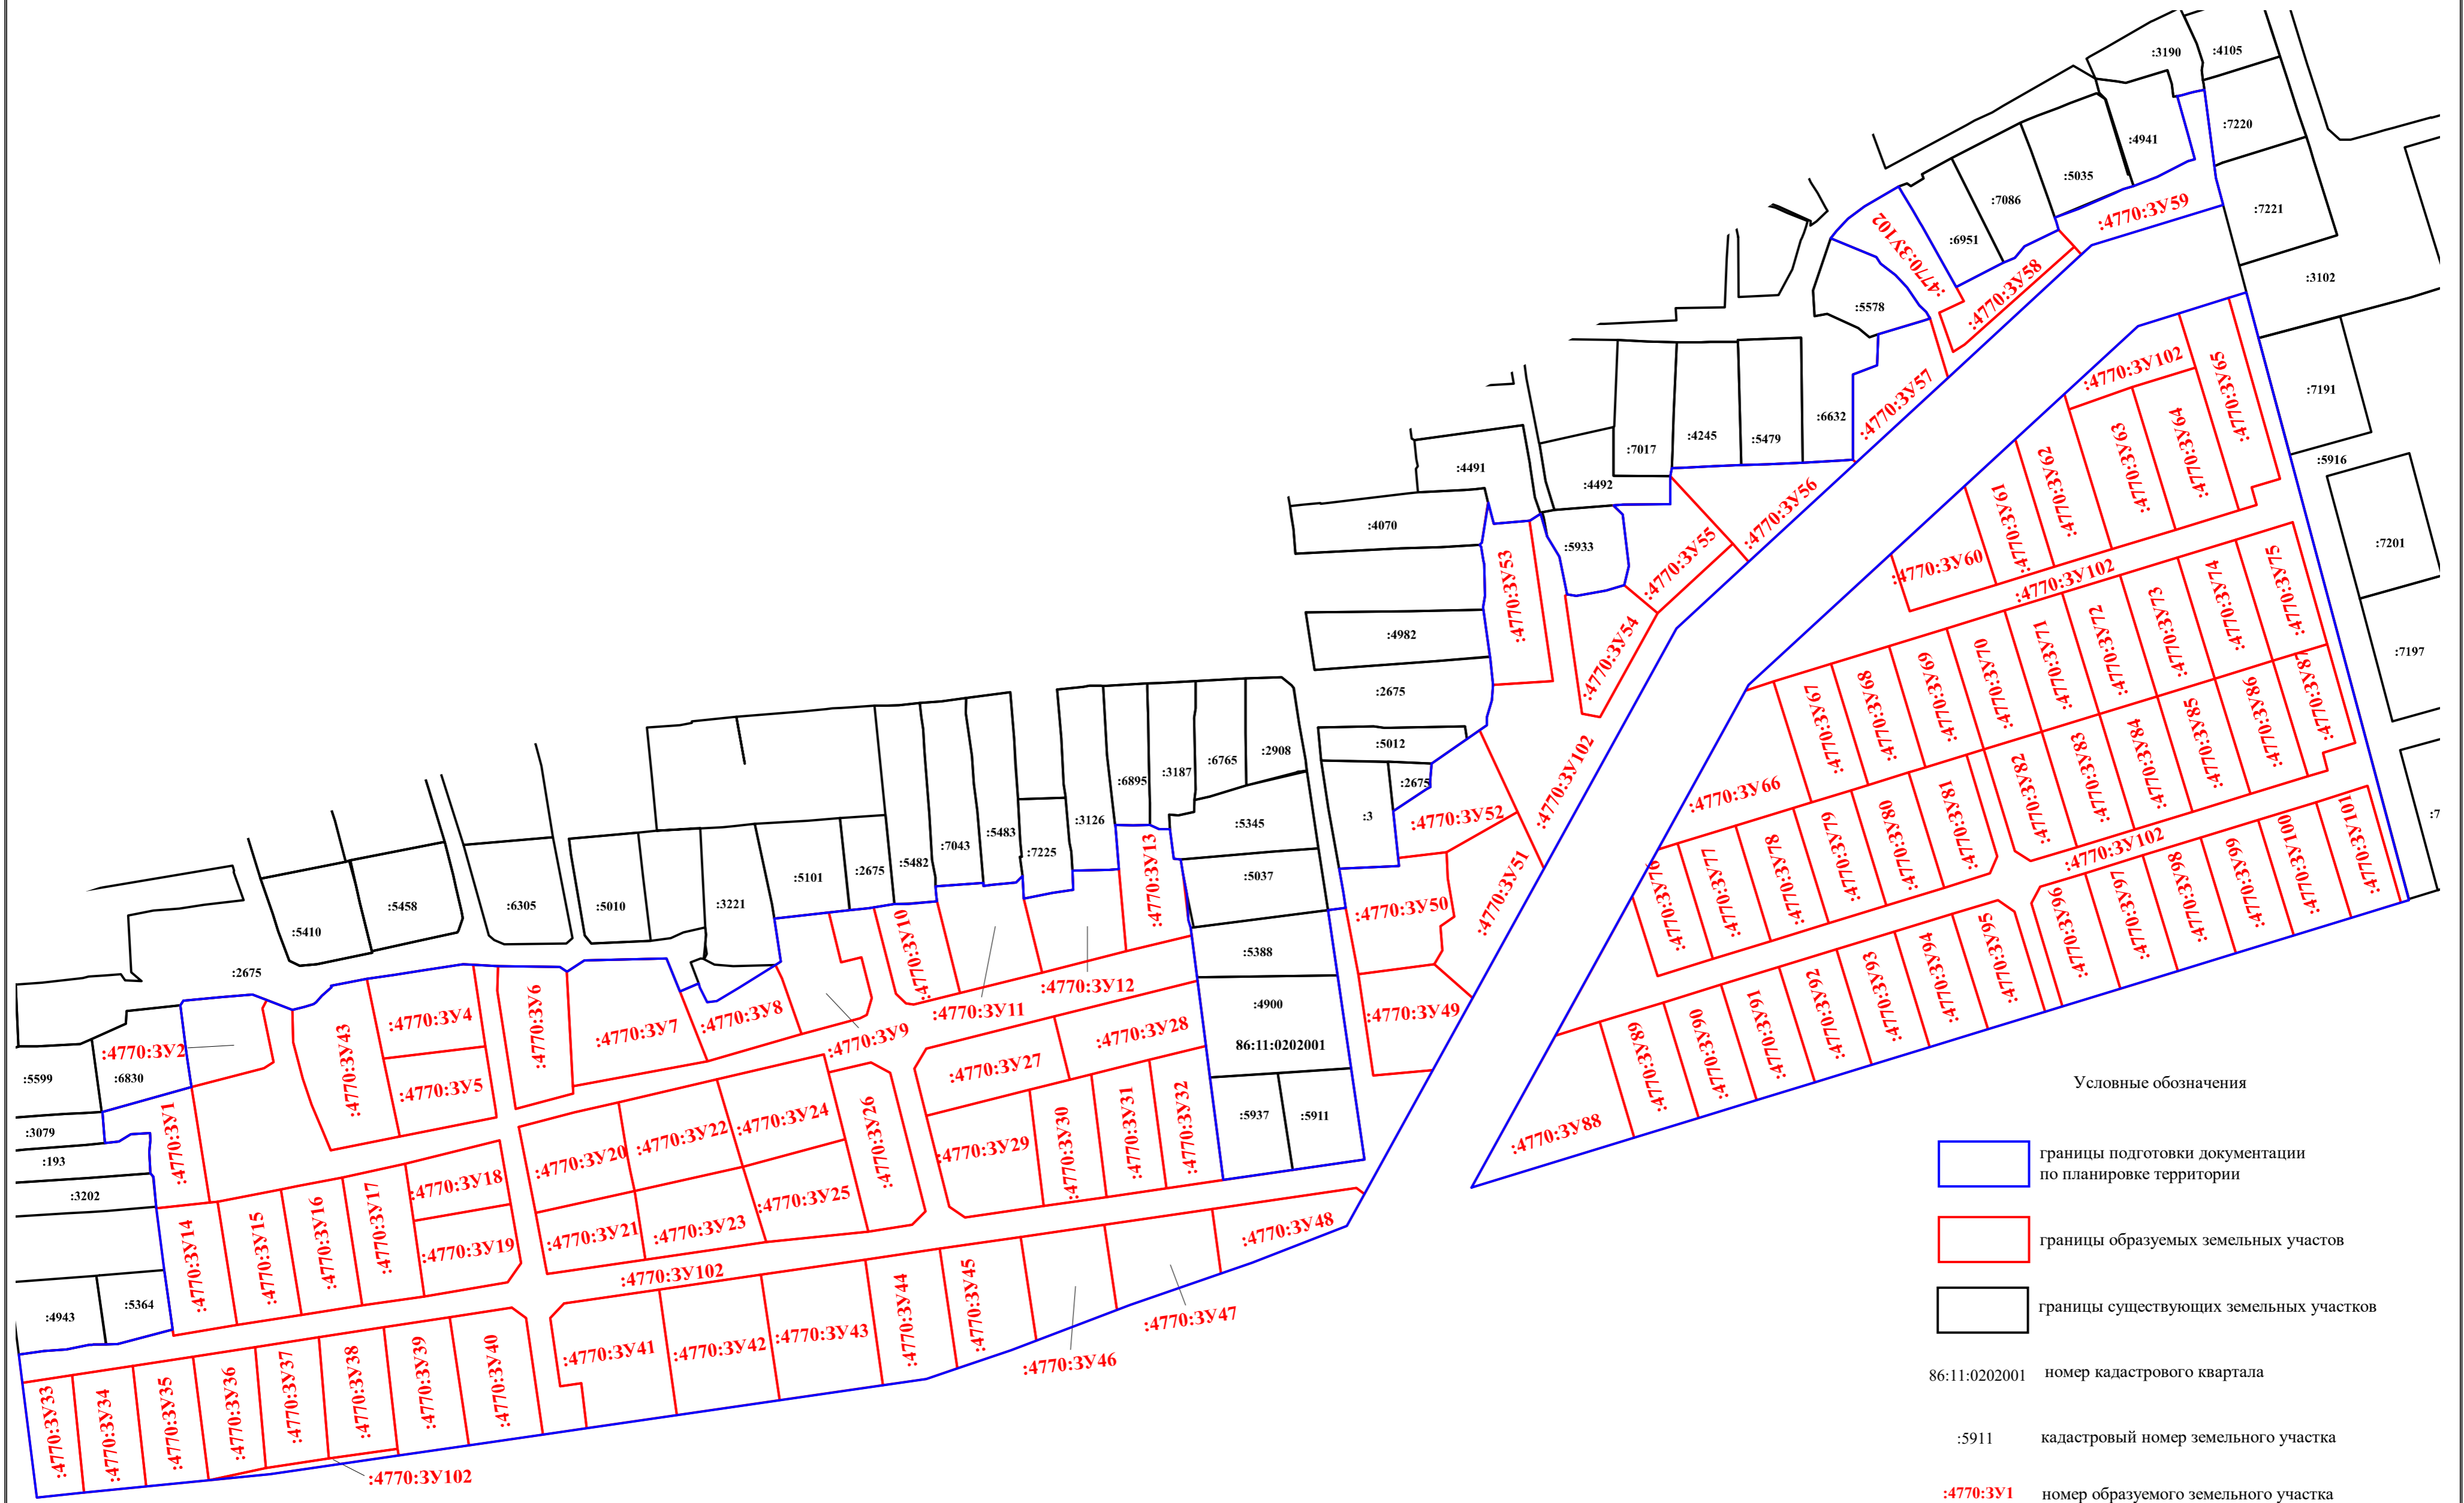 :3190
:4105
:7220
:4941
:5035
:7086
:7221
:4770:ЗУ59
:6951
:4770:ЗУ102
:3102
:4770:ЗУ58
:5578
:7191
:4770:ЗУ102
:4770:ЗУ65
:4770:ЗУ57
:6632
:7017
:4245
:5479
:4770:ЗУ64
:4770:ЗУ63
:4770:ЗУ62
:4770:ЗУ61
:5916
:4491
:4492
:4770:ЗУ56
:4070
:5933
:4770:ЗУ55
:7201
:4770:ЗУ53
:4770:ЗУ60
:4770:ЗУ102
:4982
:4770:ЗУ54
:7197
:4770:ЗУ75
:4770:ЗУ74
:4770:ЗУ73
:4770:ЗУ72
:4770:ЗУ71
:4770:ЗУ70
:4770:ЗУ69
:4770:ЗУ68
:4770:ЗУ67
:4770:ЗУ66
:2675
:4770:ЗУ87
:4770:ЗУ86
:4770:ЗУ85
:4770:ЗУ84
:4770:ЗУ83
:4770:ЗУ82
:5012
:2675
:3
:4770:ЗУ52
:4770:ЗУ102
:2908
:6765
:3187
:6895
:3126
:5345
:7225
:5483
:7043
:5482
:2675
:5101
:5037
:4770:ЗУ81
:4770:ЗУ80
:4770:ЗУ79
:4770:ЗУ78
:4770:ЗУ77
:4770:ЗУ76
:4770:ЗУ102
:7
:4770:ЗУ101
:4770:ЗУ100
:4770:ЗУ99
:4770:ЗУ98
:4770:ЗУ97
:4770:ЗУ96
:4770:ЗУ95
:4770:ЗУ94
:4770:ЗУ93
:4770:ЗУ92
:4770:ЗУ91
:4770:ЗУ90
:4770:ЗУ89
:4770:ЗУ88
:4770:ЗУ51
:4770:ЗУ50
:4770:ЗУ49
:5410
:5458
:6305
:5010
:3221
:2675
:5388
:4900
86:11:0202001
:5937
:5911
:4770:ЗУ13
:4770:ЗУ12
:4770:ЗУ11
:4770:ЗУ10
:4770:ЗУ9
:4770:ЗУ8
:4770:ЗУ7
:4770:ЗУ6
:4770:ЗУ4
:4770:ЗУ5
:4770:ЗУ43
:4770:ЗУ2
:5599
:6830
:3079
:193
:3202
:4943
:5364
:4770:ЗУ1
:4770:ЗУ14
:4770:ЗУ15
:4770:ЗУ16
:4770:ЗУ17
:4770:ЗУ18
:4770:ЗУ19
:4770:ЗУ20
:4770:ЗУ21
:4770:ЗУ22
:4770:ЗУ23
:4770:ЗУ24
:4770:ЗУ25
:4770:ЗУ26
:4770:ЗУ27
:4770:ЗУ28
:4770:ЗУ29
:4770:ЗУ30
:4770:ЗУ31
:4770:ЗУ32
:4770:ЗУ102
:4770:ЗУ33
:4770:ЗУ34
:4770:ЗУ35
:4770:ЗУ36
:4770:ЗУ37
:4770:ЗУ38
:4770:ЗУ39
:4770:ЗУ40
:4770:ЗУ41
:4770:ЗУ42
:4770:ЗУ43
:4770:ЗУ44
:4770:ЗУ45
:4770:ЗУ46
:4770:ЗУ47
:4770:ЗУ48
:4770:ЗУ102
Условные обозначения
границы подготовки документации
по планировке территории
границы образуемых земельных участов
границы существующих земельных участков
86:11:0202001 номер кадастрового квартала
:5911 кадастровый номер земельного участка
:4770:ЗУ1 номер образуемого земельного участка